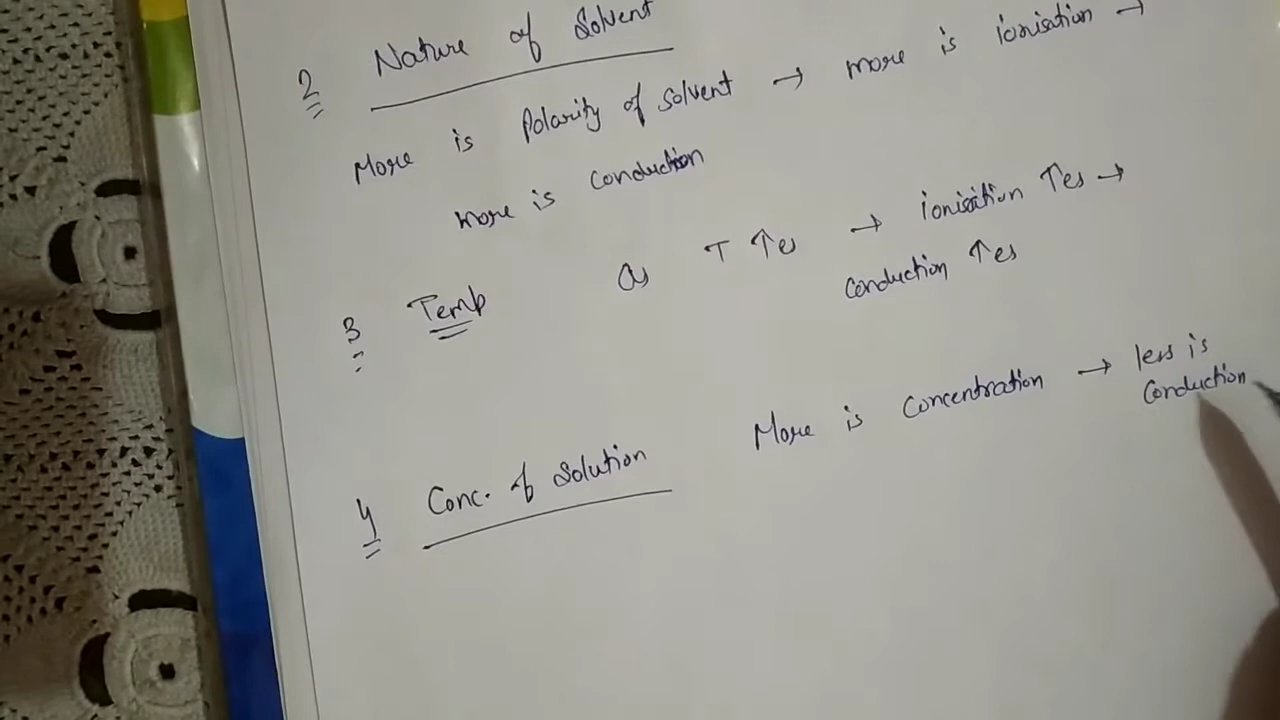 2 Nature of Solvent
More is Polarity of solvent → more is ionisation →
more is conduction
3 Temp as T ↑es → ionisation ↑es →
conduction ↑es
4 Conc. of Solution More is concentration → less is
conduction